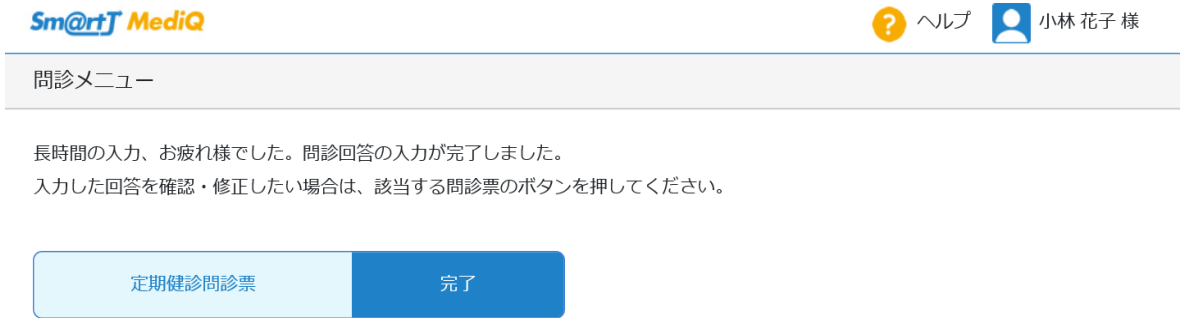 Sm@rtJ MediQ
? ヘルプ 小林 花子 様
問診メニュー
長時間の入力、お疲れ様でした。問診回答の入力が完了しました。
入力した回答を確認・修正したい場合は、該当する問診票のボタンを押してください。
定期健診問診票 完了